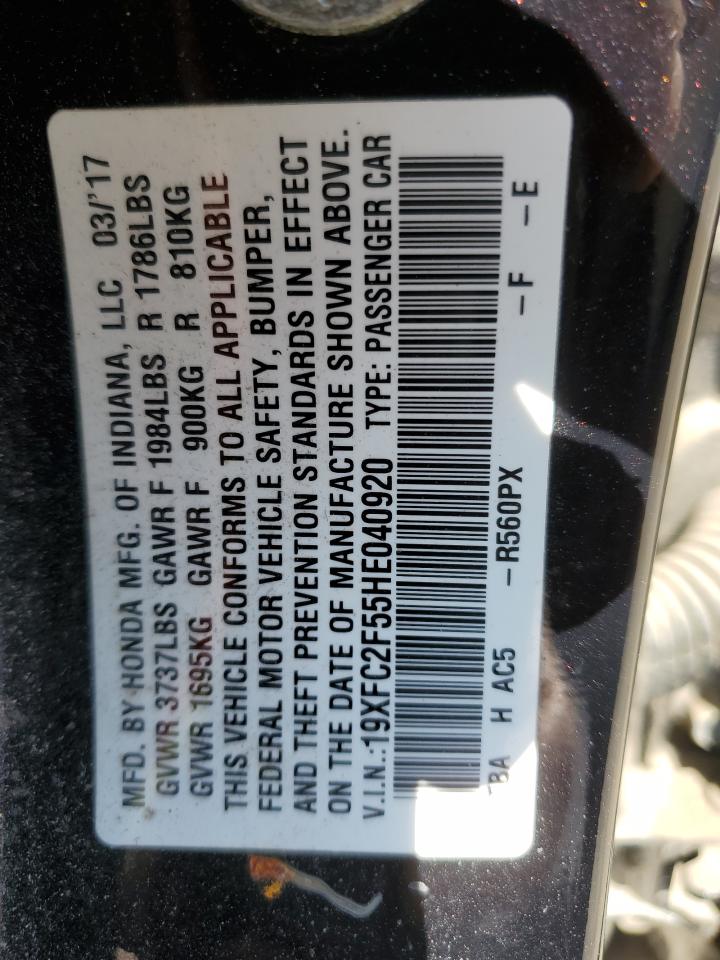 MFD. BY HONDA MFG. OF INDIANA, LLC 03/'17
GVWR 3737LBS GAWR F 1984LBS R 1786LBS
GVWR 1695KG GAWR F 900KG R 810KG
THIS VEHICLE CONFORMS TO ALL APPLICABLE
FEDERAL MOTOR VEHICLE SAFETY, BUMPER,
AND THEFT PREVENTION STANDARDS IN EFFECT
ON THE DATE OF MANUFACTURE SHOWN ABOVE.
V.I.N.:19XFC2F55HE040920 TYPE: PASSENGER CAR
H AC5 -R560PX -F -E